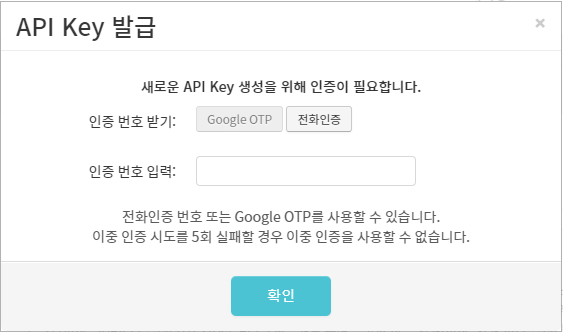 API Key 발급
×
새로운 API Key 생성을 위해 인증이 필요합니다.
인증 번호 받기: Google OTP 전화인증
인증 번호 입력:
전화인증 번호 또는 Google OTP를 사용할 수 있습니다.
이중 인증 시도를 5회 실패할 경우 이중 인증을 사용할 수 없습니다.
확인